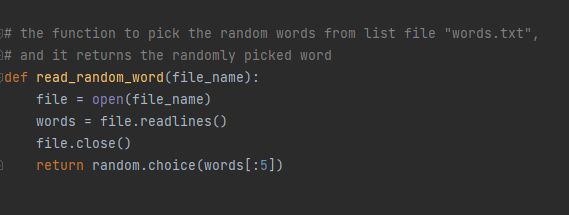 # the function to pick the random words from list file "words.txt",
# and it returns the randomly picked word
def read_random_word(file_name):
    file = open(file_name)
    words = file.readlines()
    file.close()
    return random.choice(words[:5])